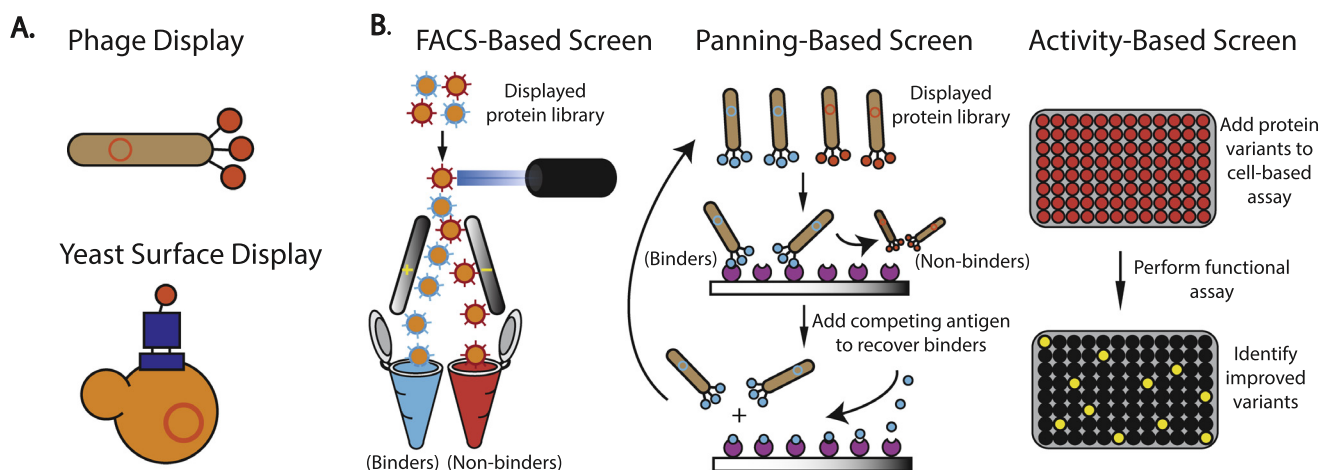 A.
Phage Display
Yeast Surface Display
B.
FACS-Based Screen
Displayed
protein library
+
−
(Binders)
(Non-binders)
Panning-Based Screen
Displayed
protein library
(Binders)
(Non-binders)
Add competing antigen
to recover binders
+
Activity-Based Screen
Add protein
variants to
cell-based
assay
Perform functional
assay
Identify
improved
variants